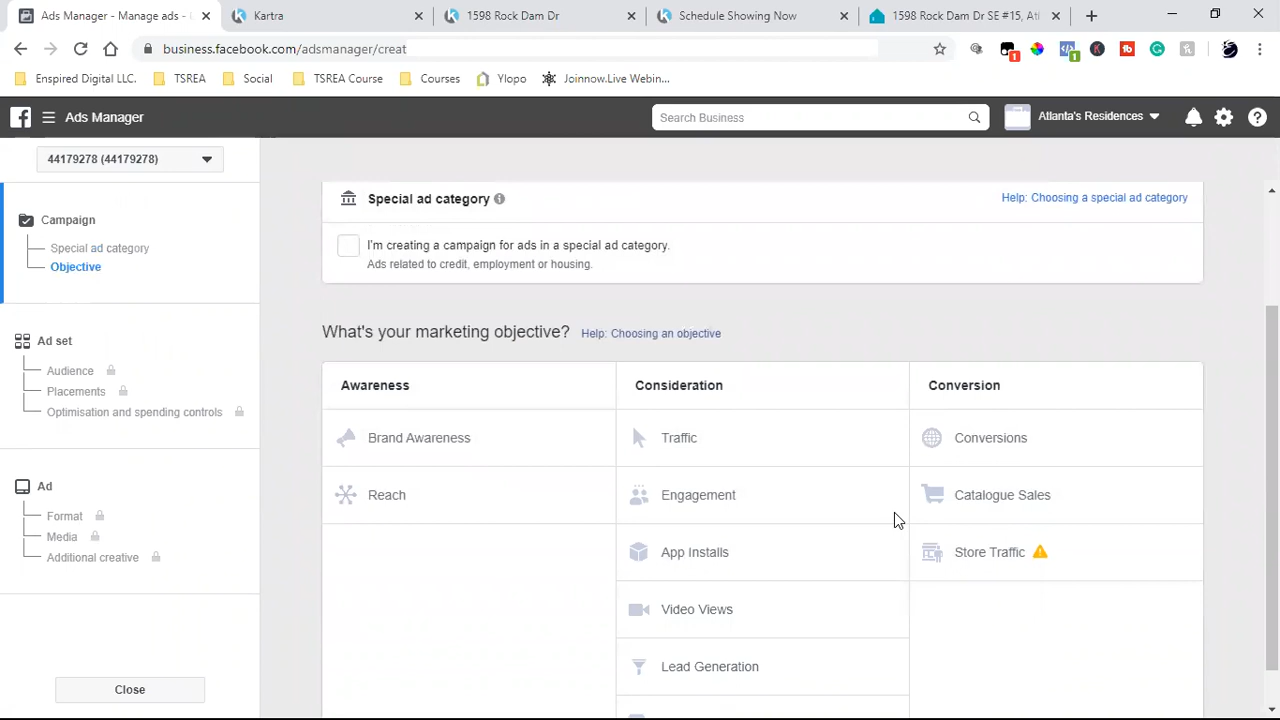 Ads Manager - Manage ads -
Kartra
1598 Rock Dam Dr
Schedule Showing Now
1598 Rock Dam Dr SE #15, Atl
business.facebook.com/adsmanager/creat
1
1
Enspired Digital LLC.
TSREA
Social
TSREA Course
Courses
Ylopo
Joinnow.Live Webin...
Ads Manager
Search Business
Atlanta's Residences
44179278 (44179278)
Campaign
Special ad category
Objective
Ad set
Audience
Placements
Optimisation and spending controls
Ad
Format
Media
Additional creative
Close
Special ad category
Help: Choosing a special ad category
I'm creating a campaign for ads in a special ad category.
Ads related to credit, employment or housing.
What's your marketing objective? Help: Choosing an objective
Awareness
Consideration
Conversion
Brand Awareness
Traffic
Conversions
Reach
Engagement
Catalogue Sales
App Installs
Store Traffic
Video Views
Lead Generation